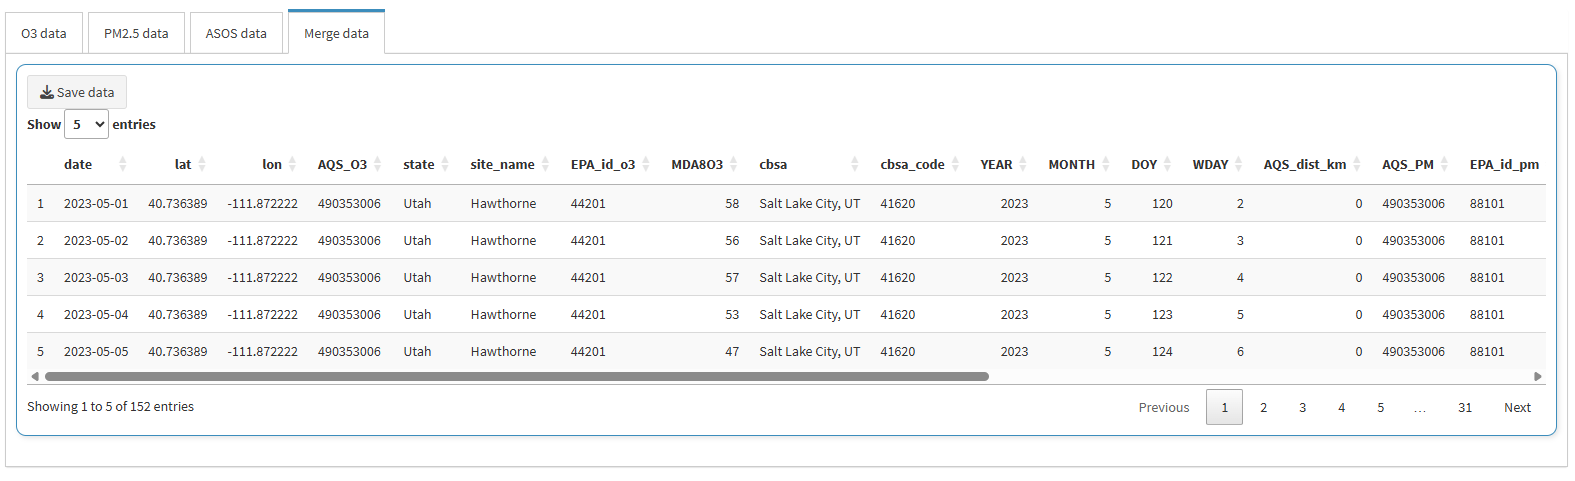 O3 data PM2.5 data ASOS data Merge data
Save data
Show 5 entries
date lat lon AQS_O3 state site_name EPA_id_o3 MDA8O3 cbsa cbsa_code YEAR MONTH DOY WDAY AQS_dist_km AQS_PM EPA_id_pm
1 2023-05-01 40.736389 -111.872222 490353006 Utah Hawthorne 44201 58 Salt Lake City, UT 41620 2023 5 120 2 0 490353006 88101
2 2023-05-02 40.736389 -111.872222 490353006 Utah Hawthorne 44201 56 Salt Lake City, UT 41620 2023 5 121 3 0 490353006 88101
3 2023-05-03 40.736389 -111.872222 490353006 Utah Hawthorne 44201 57 Salt Lake City, UT 41620 2023 5 122 4 0 490353006 88101
4 2023-05-04 40.736389 -111.872222 490353006 Utah Hawthorne 44201 53 Salt Lake City, UT 41620 2023 5 123 5 0 490353006 88101
5 2023-05-05 40.736389 -111.872222 490353006 Utah Hawthorne 44201 47 Salt Lake City, UT 41620 2023 5 124 6 0 490353006 88101
Showing 1 to 5 of 152 entries Previous 1 2 3 4 5 … 31 Next